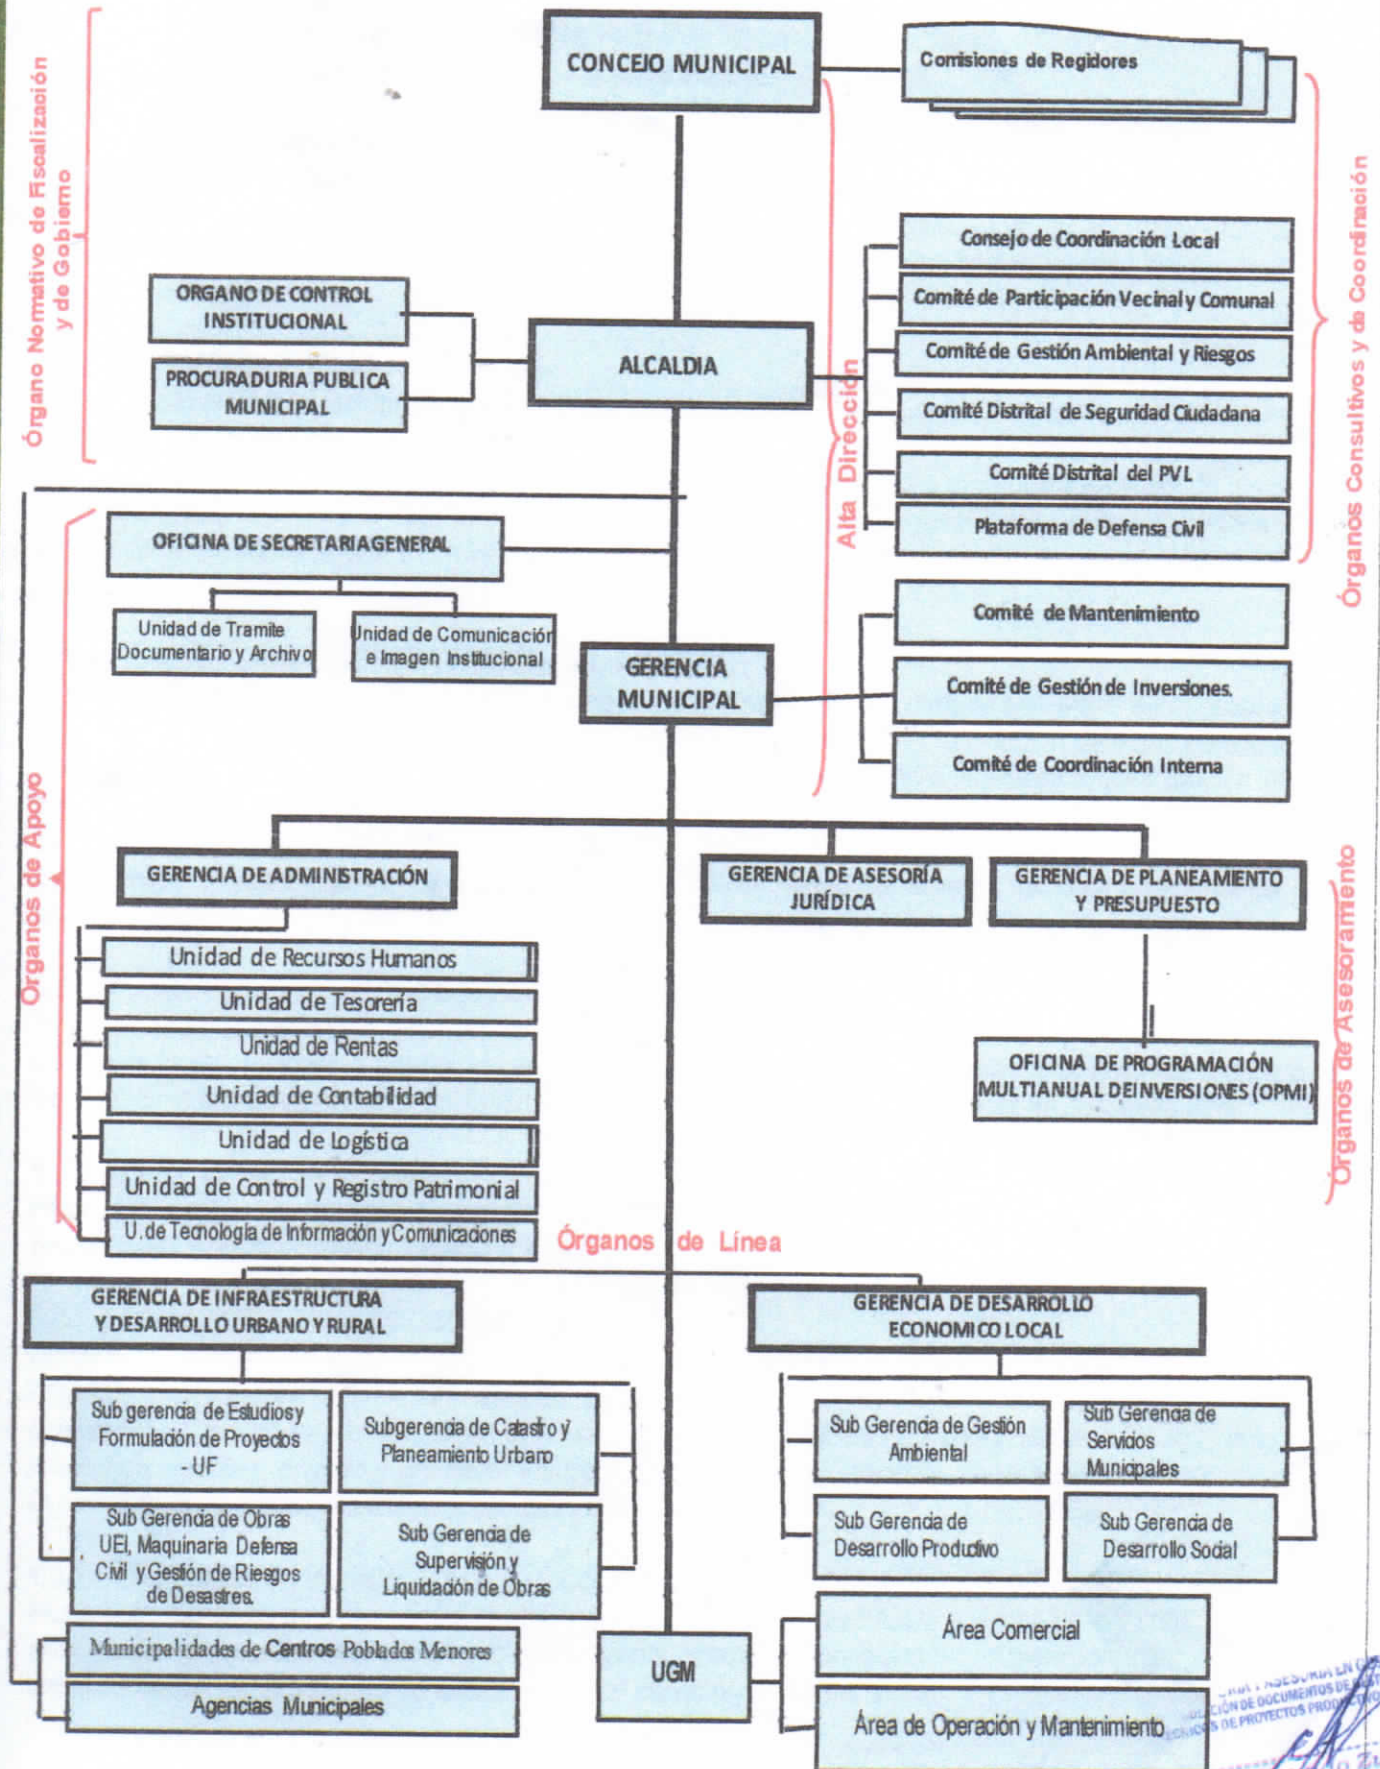 CONCEJO MUNICIPAL
Comisiones de Regidores
Órgano Normativo de Fiscalización
y de Gobierno
ORGANO DE CONTROL
INSTITUCIONAL
PROCURADURIA PUBLICA
MUNICIPAL
ALCALDIA
Alta Dirección
Consejo de Coordinación Local
Comité de Participación Vecinal y Comunal
Comité de Gestión Ambiental y Riesgos
Comité Distrital de Seguridad Ciudadana
Comité Distrital del PVL
Plataforma de Defensa Civil
Órganos Consultivos y de Coordinación
OFICINA DE SECRETARIA GENERAL
Unidad de Tramite
Documentario y Archivo
Unidad de Comunicación
e Imagen Institucional
GERENCIA
MUNICIPAL
Comité de Mantenimiento
Comité de Gestión de Inversiones.
Comité de Coordinación Interna
Organos de Apoyo
GERENCIA DE ADMINISTRACIÓN
Unidad de Recursos Humanos
Unidad de Tesorería
Unidad de Rentas
Unidad de Contabilidad
Unidad de Logística
Unidad de Control y Registro Patrimonial
U. de Tecnología de Información y Comunicaciones
GERENCIA DE ASESORÍA
JURÍDICA
GERENCIA DE PLANEAMIENTO
Y PRESUPUESTO
OFICINA DE PROGRAMACIÓN
MULTIANUAL DE INVERSIONES (OPMI)
Órganos de Asesoramiento
Órganos de Línea
GERENCIA DE INFRAESTRUCTURA
Y DESARROLLO URBANO Y RURAL
Sub gerencia de Estudios y
Formulación de Proyectos
- UF
Subgerencia de Catastro y
Planeamiento Urbano
Sub Gerencia de Obras
UEI, Maquinaria Defensa
Civil y Gestión de Riesgos
de Desastres.
Sub Gerencia de
Supervisión y
Liquidación de Obras
GERENCIA DE DESARROLLO
ECONOMICO LOCAL
Sub Gerencia de Gestión
Ambiental
Sub Gerencia de
Servicios
Municipales
Sub Gerencia de
Desarrollo Productivo
Sub Gerencia de
Desarrollo Social
Municipalidades de Centros Poblados Menores
Agencias Municipales
UGM
Área Comercial
Área de Operación y Mantenimiento
ASESORIA EN
DE DOCUMENTOS DE
DE PROYECTOS